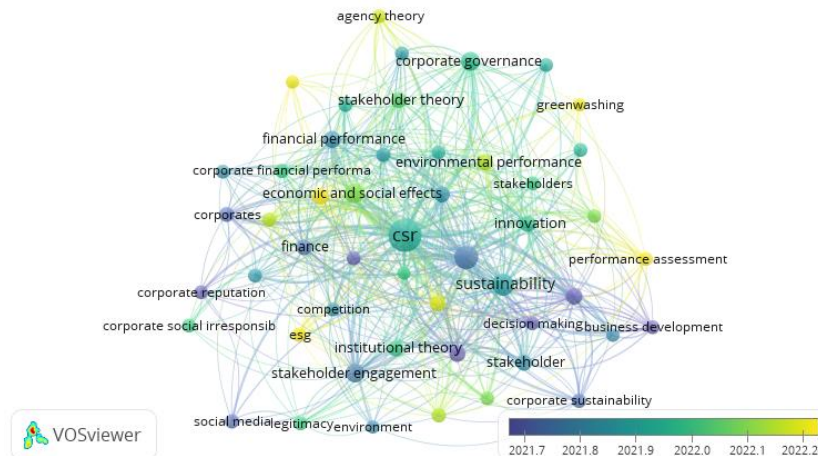 agency theory
corporate governance
stakeholder theory
greenwashing
financial performance
environmental performance
corporate financial performa
stakeholders
economic and social effects
corporates
innovation
csr
finance
performance assessment
sustainability
corporate reputation
competition
decision making
business development
corporate social irresponsib
esg
institutional theory
stakeholder
stakeholder engagement
corporate sustainability
social media
legitimacy
environment
VOSviewer
2021.7 2021.8 2021.9 2022.0 2022.1 2022.2